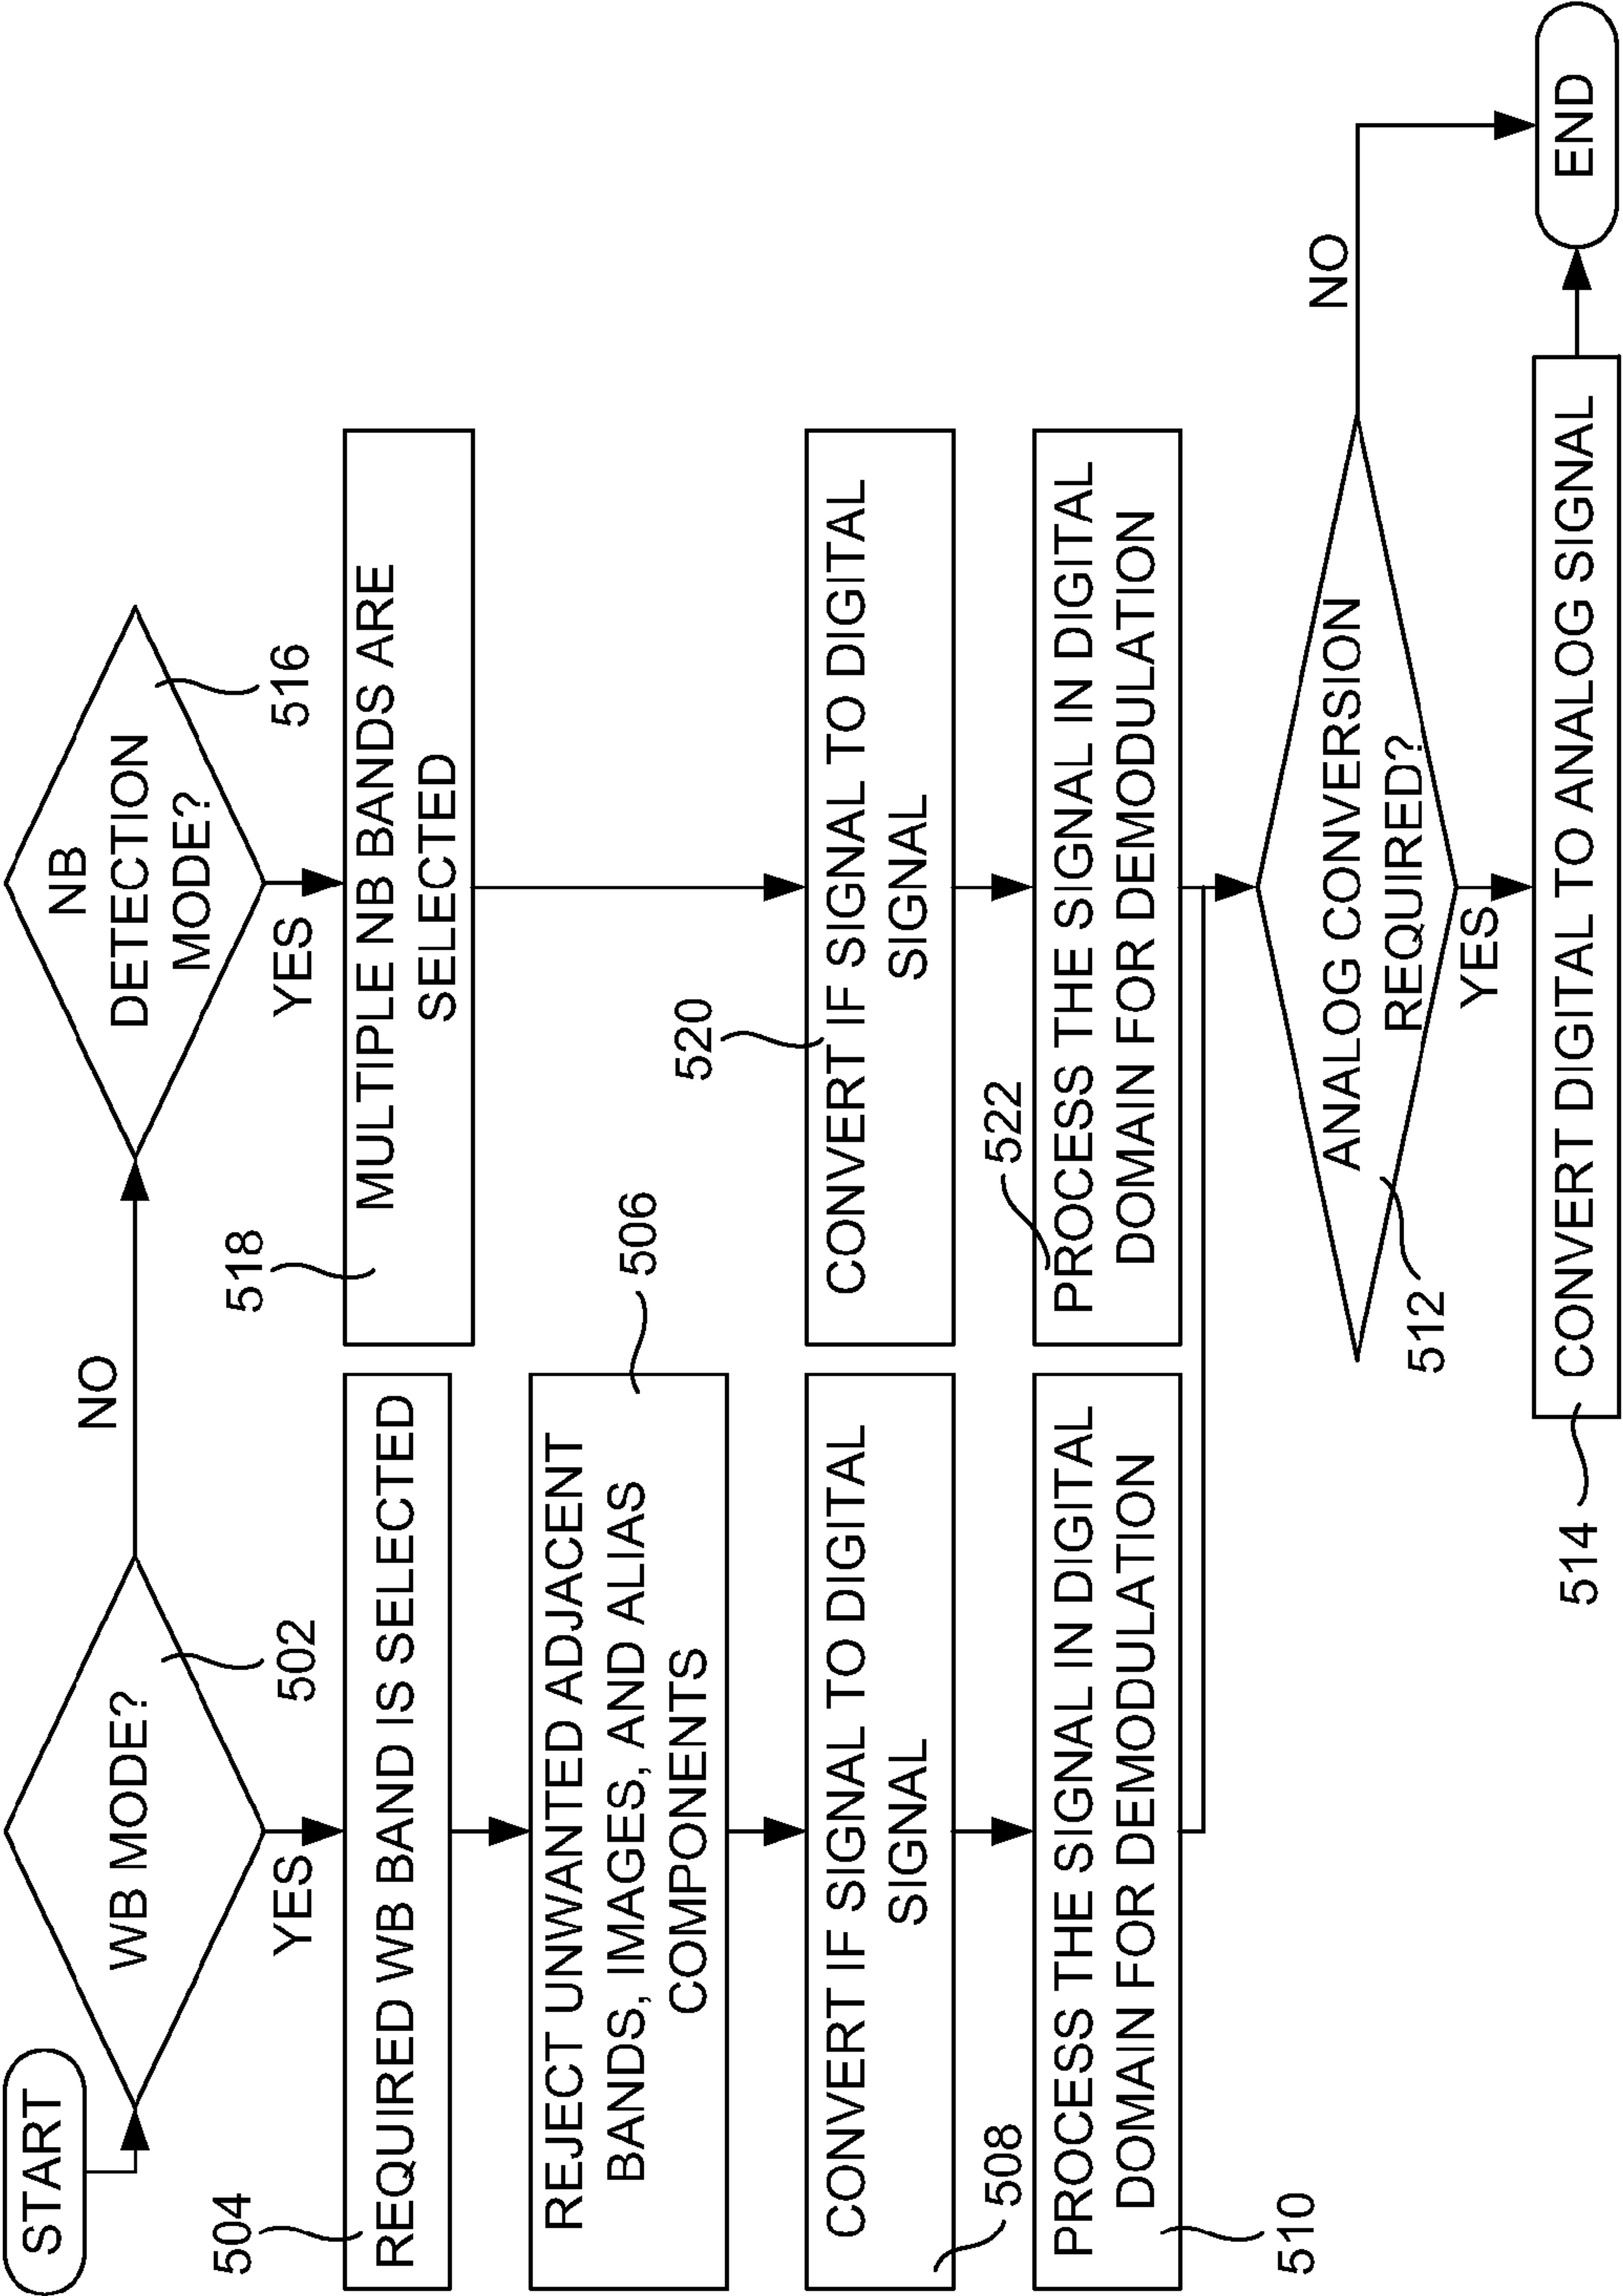 START
WB MODE?
502
NO
NB
DETECTION
MODE?
516
YES
504
REQUIRED WB BAND IS SELECTED
YES
518
MULTIPLE NB BANDS ARE
SELECTED
REJECT UNWANTED ADJACENT
BANDS, IMAGES, AND ALIAS
COMPONENTS
506
CONVERT IF SIGNAL TO DIGITAL
SIGNAL
508
520
CONVERT IF SIGNAL TO DIGITAL
SIGNAL
PROCESS THE SIGNAL IN DIGITAL
DOMAIN FOR DEMODULATION
510
522
PROCESS THE SIGNAL IN DIGITAL
DOMAIN FOR DEMODULATION
ANALOG CONVERSION
REQUIRED?
512
NO
YES
514
CONVERT DIGITAL TO ANALOG SIGNAL
END